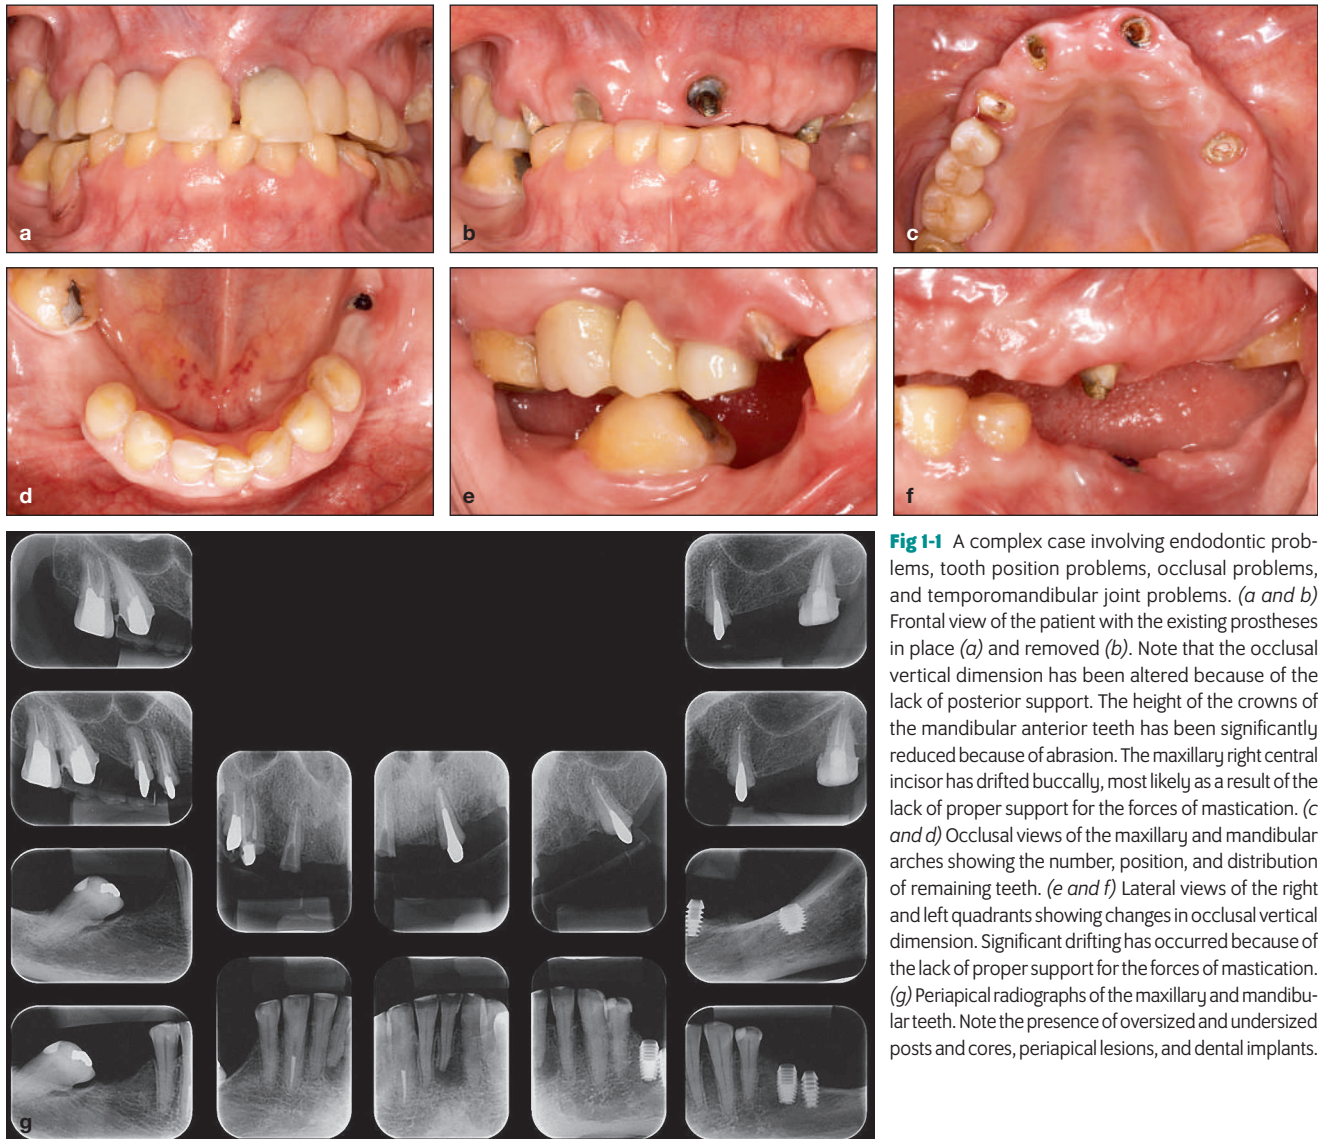 a
b
c
d
e
f
g
Fig 1-1 A complex case involving endodontic prob-
lems, tooth position problems, occlusal problems,
and temporomandibular joint problems. (a and b)
Frontal view of the patient with the existing prostheses
in place (a) and removed (b). Note that the occlusal
vertical dimension has been altered because of the
lack of posterior support. The height of the crowns of
the mandibular anterior teeth has been significantly
reduced because of abrasion. The maxillary right central
incisor has drifted buccally, most likely as a result of the
lack of proper support for the forces of mastication. (c
and d) Occlusal views of the maxillary and mandibular
arches showing the number, position, and distribution
of remaining teeth. (e and f) Lateral views of the right
and left quadrants showing changes in occlusal vertical
dimension. Significant drifting has occurred because of
the lack of proper support for the forces of mastication.
(g) Periapical radiographs of the maxillary and mandibu-
lar teeth. Note the presence of oversized and undersized
posts and cores, periapical lesions, and dental implants.